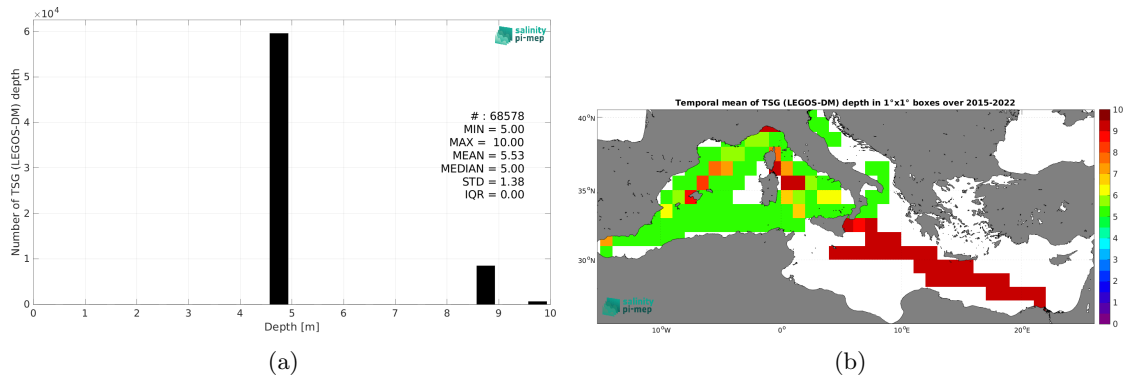 ×10⁴
6
5
4
3
2
1
0
Number of TSG (LEGOS-DM) depth
salinity
pi-mep
# : 68578
MIN = 5.00
MAX = 10.00
MEAN = 5.53
MEDIAN = 5.00
STD = 1.38
IQR = 0.00
0 1 2 3 4 5 6 7 8 9 10
Depth [m]
(a)
Temporal mean of TSG (LEGOS-DM) depth in 1°x1° boxes over 2015-2022
40°N
35°N
30°N
10°W 0° 10°E 20°E
10
9
8
7
6
5
4
3
2
1
0
salinity
pi-mep
(b)